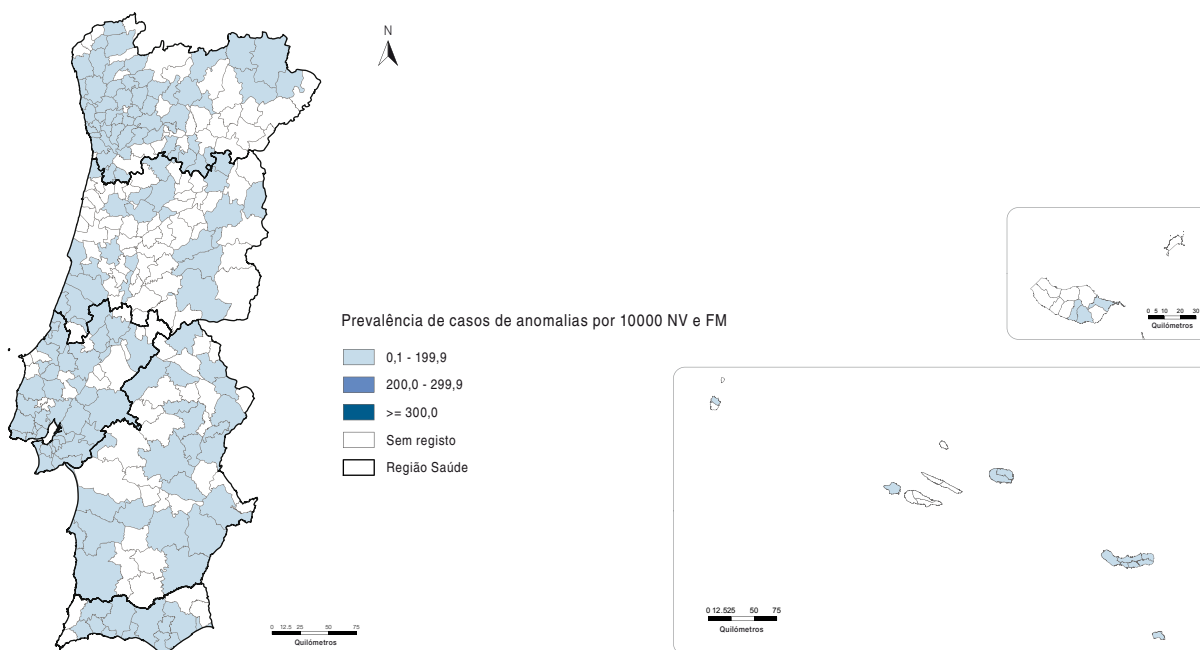 N
Prevalência de casos de anomalias por 10000 NV e FM
0,1 - 199,9
200,0 - 299,9
>= 300,0
Sem registo
Região Saúde
0 12.5 25 50 75
Quilómetros
0 5 10 20 30
Quilómetros
0 12.525 50 75
Quilómetros